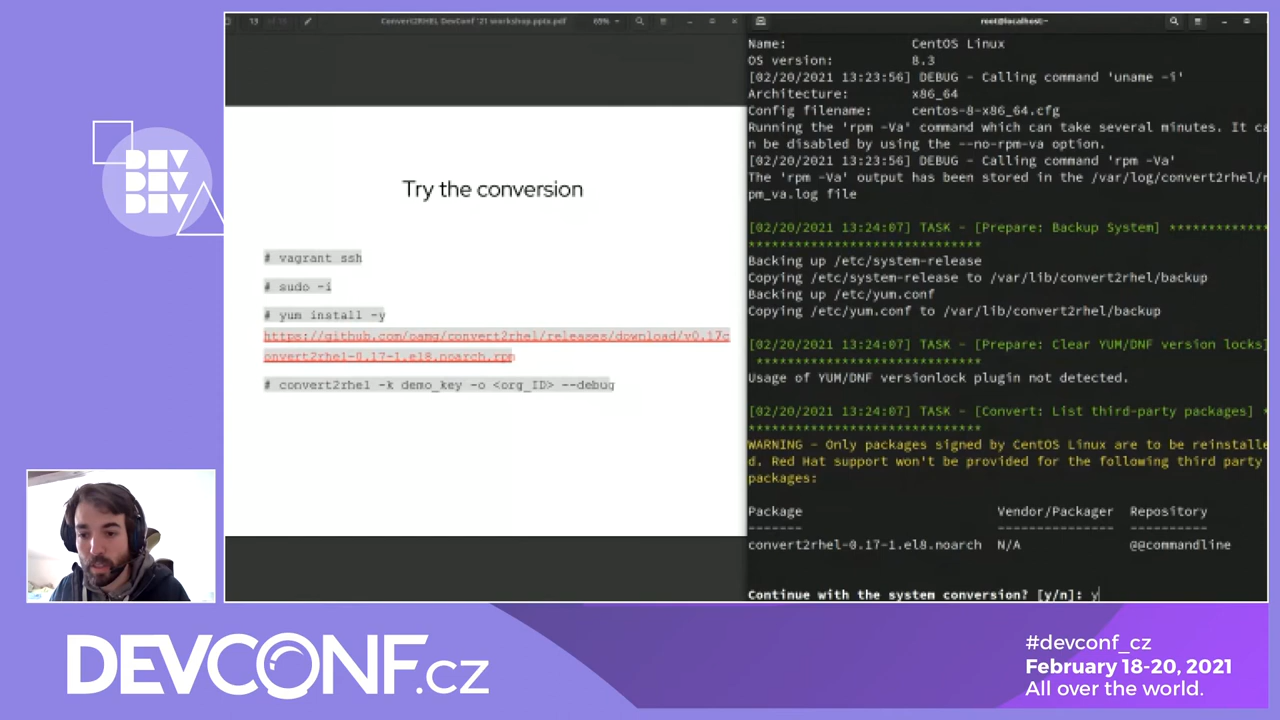 13
Convert2RHEL DevConf '21 workshop.pptx.pdf
root@localhost:~
Try the conversion
# vagrant ssh
# sudo -i
# yum install -y
https://github.com/oamg/convert2rhel/releases/download/v0.17c
onvert2rhel-0.17-1.el8.noarch.rpm
# convert2rhel -k demo_key -o <org_ID> --debug
Name: CentOS Linux
OS version: 8.3
[02/20/2021 13:23:56] DEBUG - Calling command 'uname -i'
Architecture: x86_64
Config filename: centos-8-x86_64.cfg
Running the 'rpm -Va' command which can take several minutes. It ca
n be disabled by using the --no-rpm-va option.
[02/20/2021 13:23:56] DEBUG - Calling command 'rpm -Va'
The 'rpm -Va' output has been stored in the /var/log/convert2rhel/r
pm_va.log file
[02/20/2021 13:24:07] TASK - [Prepare: Backup System] *************
******************************
Backing up /etc/system-release
Copying /etc/system-release to /var/lib/convert2rhel/backup
Backing up /etc/yum.conf
Copying /etc/yum.conf to /var/lib/convert2rhel/backup
[02/20/2021 13:24:07] TASK - [Prepare: Clear YUM/DNF version locks]
*****************************
Usage of YUM/DNF versionlock plugin not detected.
[02/20/2021 13:24:07] TASK - [Convert: List third-party packages] *
******************************
WARNING - Only packages signed by CentOS Linux are to be reinstalle
d. Red Hat support won't be provided for the following third party
packages:
Package Vendor/Packager Repository
------- --------------- ----------
convert2rhel-0.17-1.el8.noarch N/A @@commandline
Continue with the system conversion? [y/n]: y
DEV
DEV
DEV
DEVCONF.cz
#devconf_cz
February 18-20, 2021
All over the world.